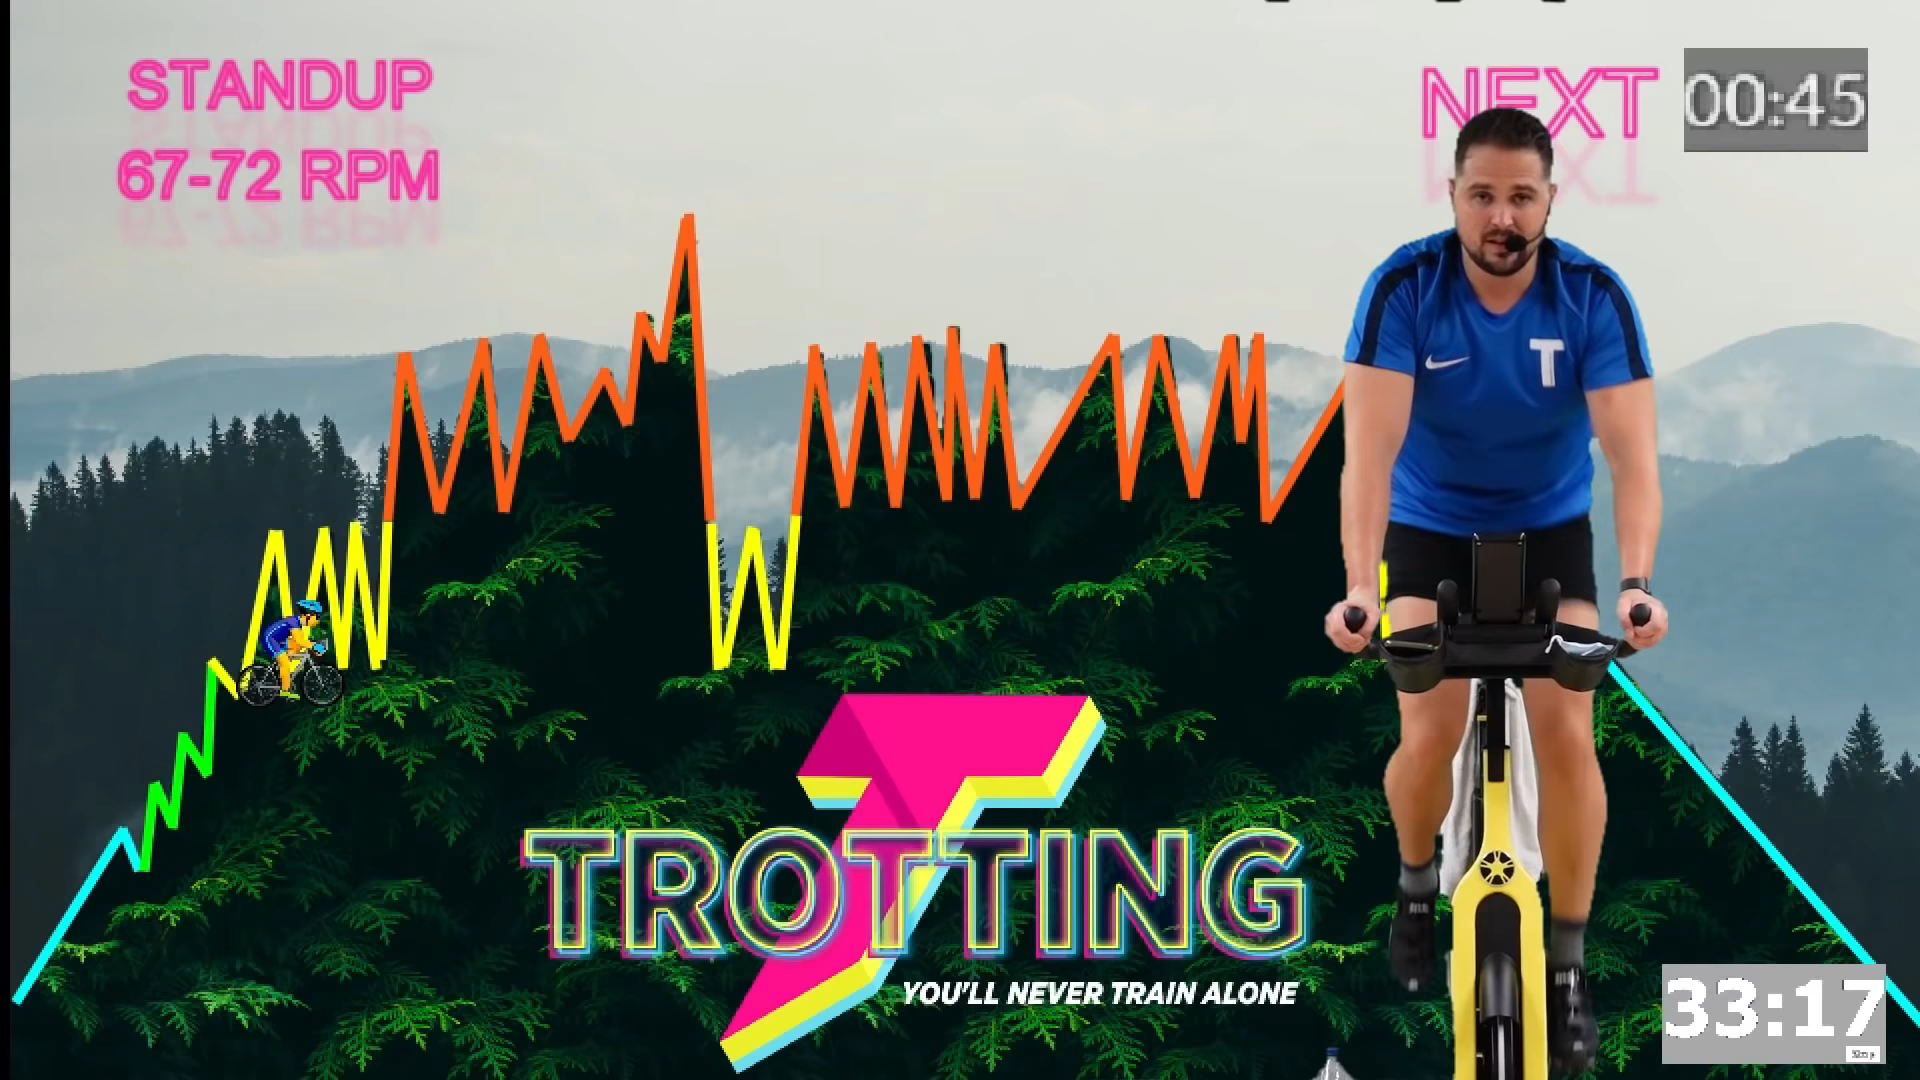 STANDUP
67-72 RPM
NEXT
00:45
T
TROTTING
YOU'LL NEVER TRAIN ALONE
33:17